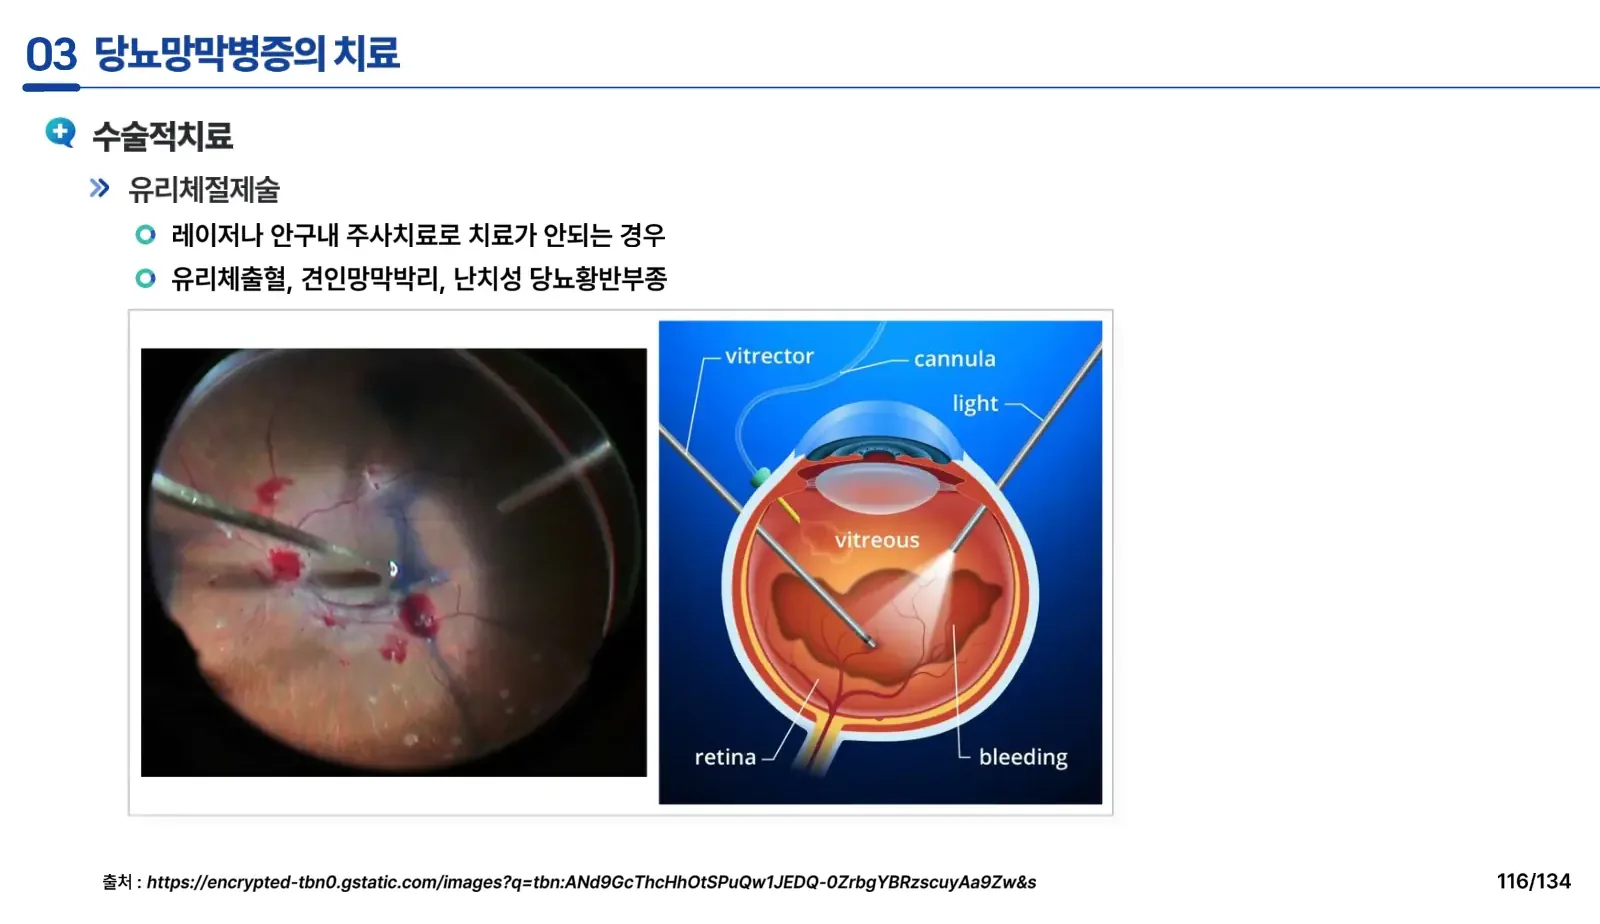 03 당뇨망막병증의 치료
수술적치료
유리체절제술
레이저나 안구내 주사치료로 치료가 안되는 경우
유리체출혈, 견인망막박리, 난치성 당뇨황반부종
vitrector
cannula
light
vitreous
retina
bleeding
출처 : https://encrypted-tbn0.gstatic.com/images?q=tbn:ANd9GcThcHhOtSPuQw1JEDQ-0ZrbgYBRzscuyAa9Zw&s
116/134